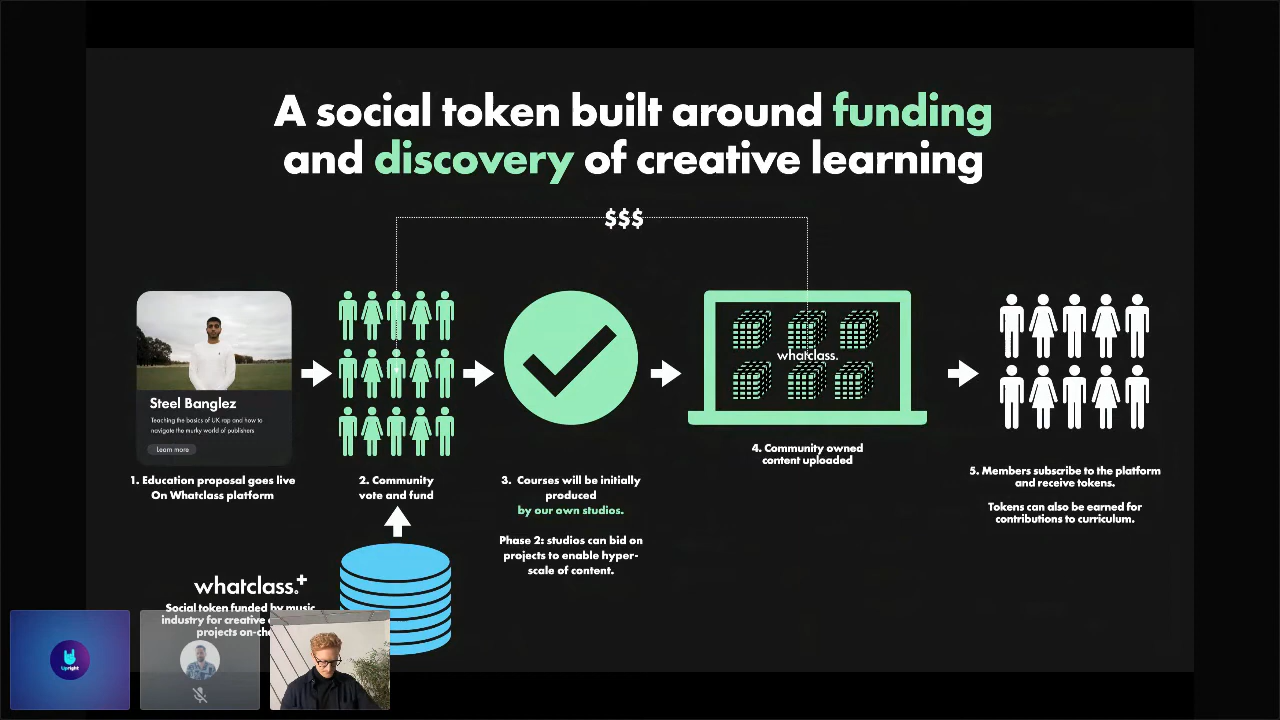 A social token built around funding
and discovery of creative learning
$$$
Steel Banglez
Teaching the basics of UK rap and how to
navigate the murky world of publishers
Learn more
1. Education proposal goes live
On Whatclass platform
2. Community
vote and fund
3. Courses will be initially
produced
by our own studios.
Phase 2: studios can bid on
projects to enable hyper-
scale of content.
whatclass.
4. Community owned
content uploaded
5. Members subscribe to the platform
and receive tokens.
Tokens can also be earned for
contributions to curriculum.
whatclass.+
Social token funded by music
industry for creative
projects
Upright